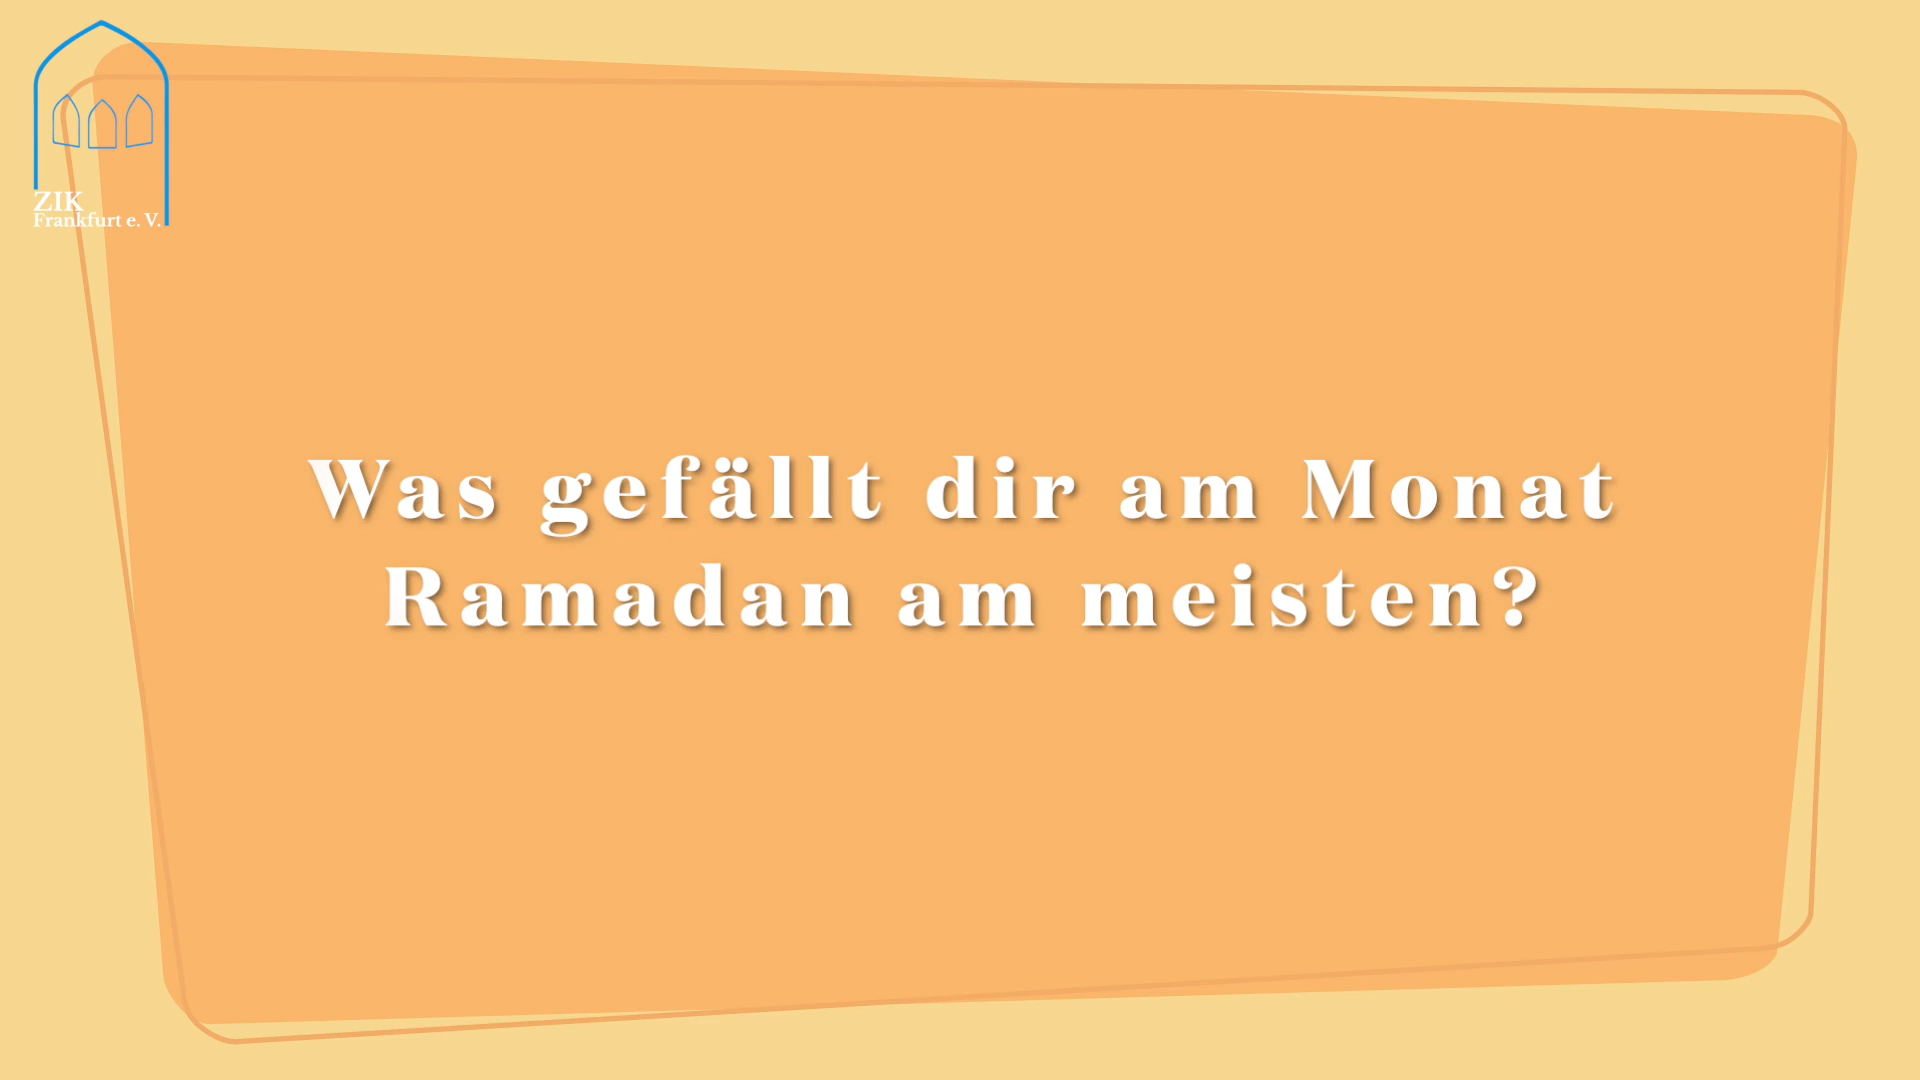 ZIK
Frankfurt e. V.
Was gefällt dir am Monat
Ramadan am meisten?